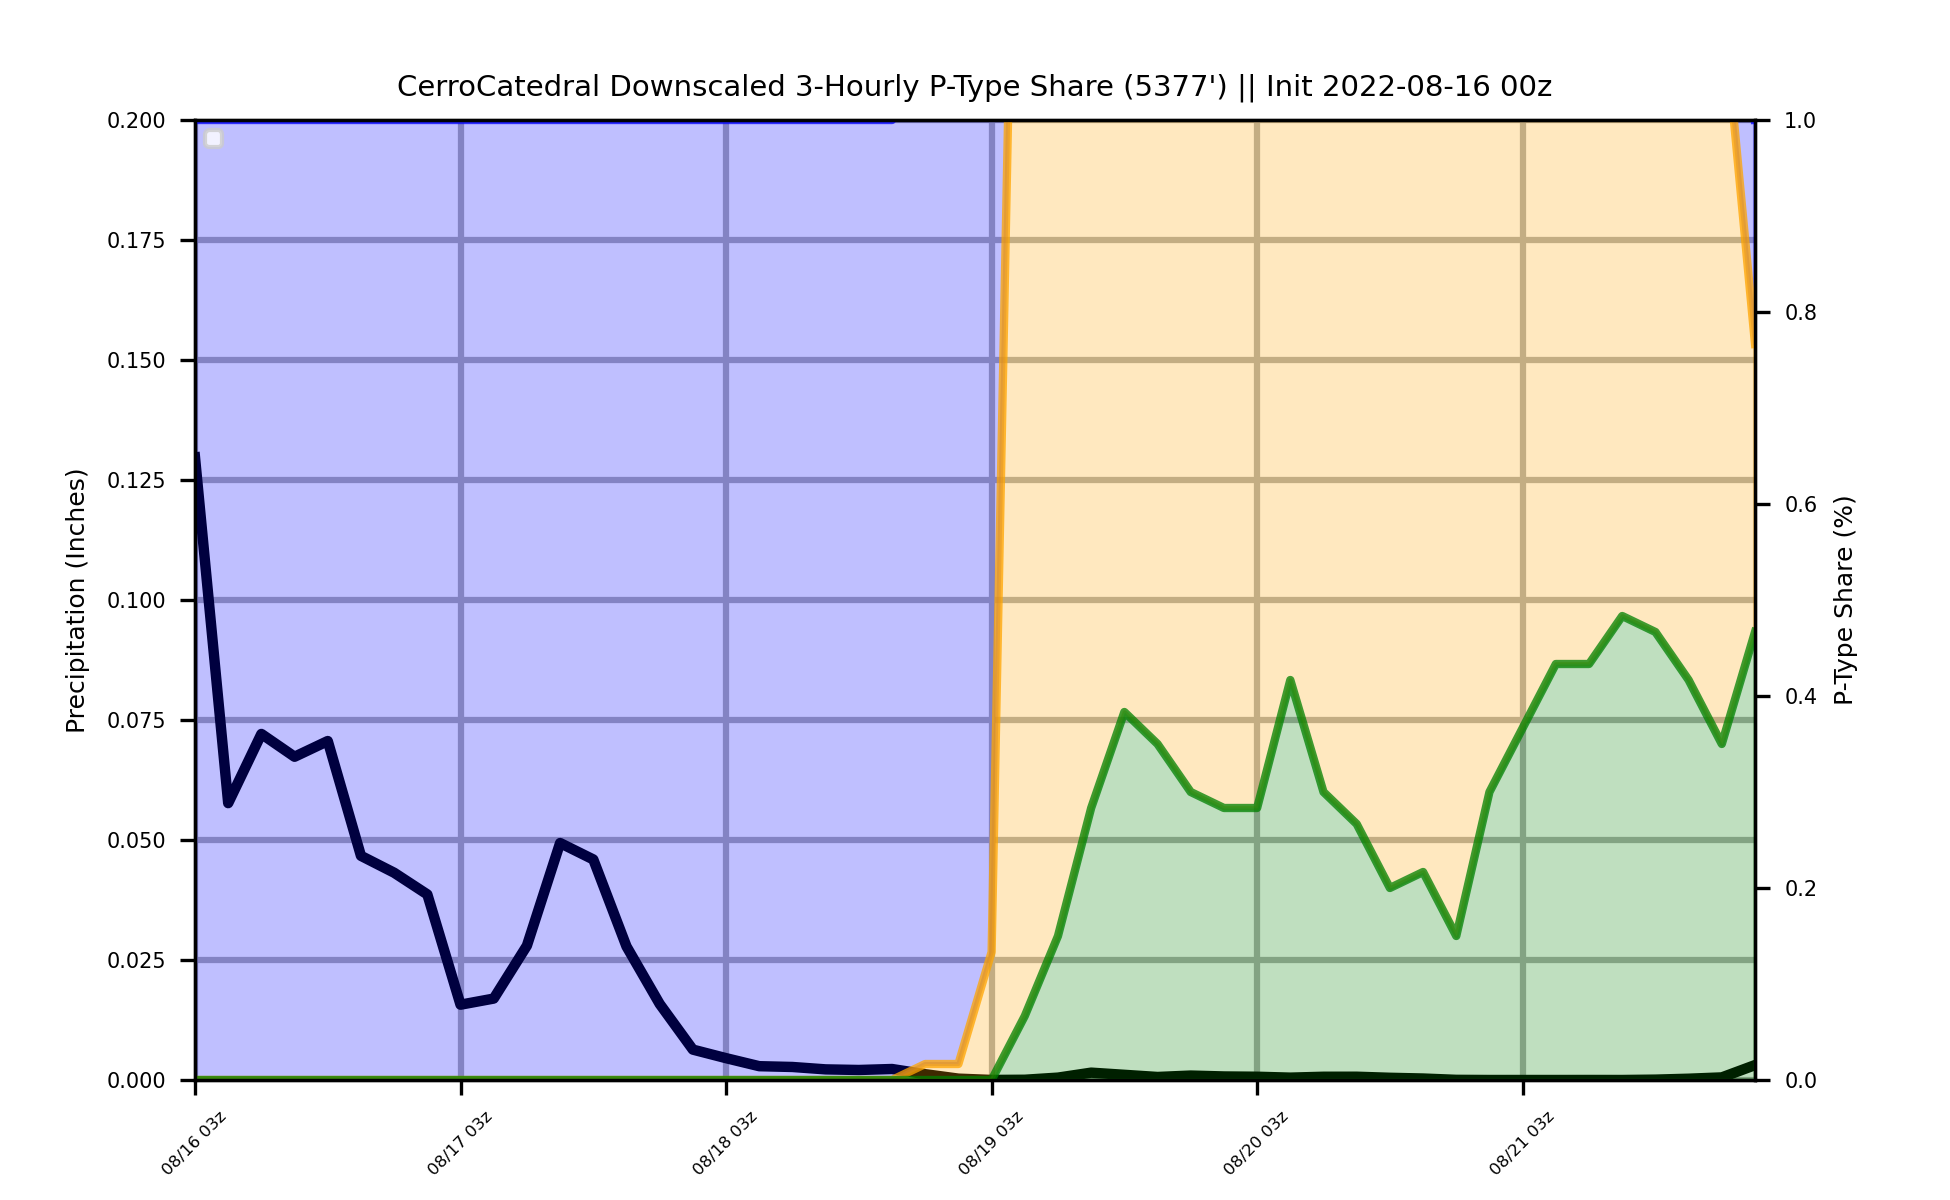 CerroCatedral Downscaled 3-Hourly P-Type Share (5377') || Init 2022-08-16 00z
Precipitation (Inches)
0.200
0.175
0.150
0.125
0.100
0.075
0.050
0.025
0.000
1.0
0.8
0.6
0.4
0.2
0.0
P-Type Share (%)
08/16 03z
08/17 03z
08/18 03z
08/19 03z
08/20 03z
08/21 03z